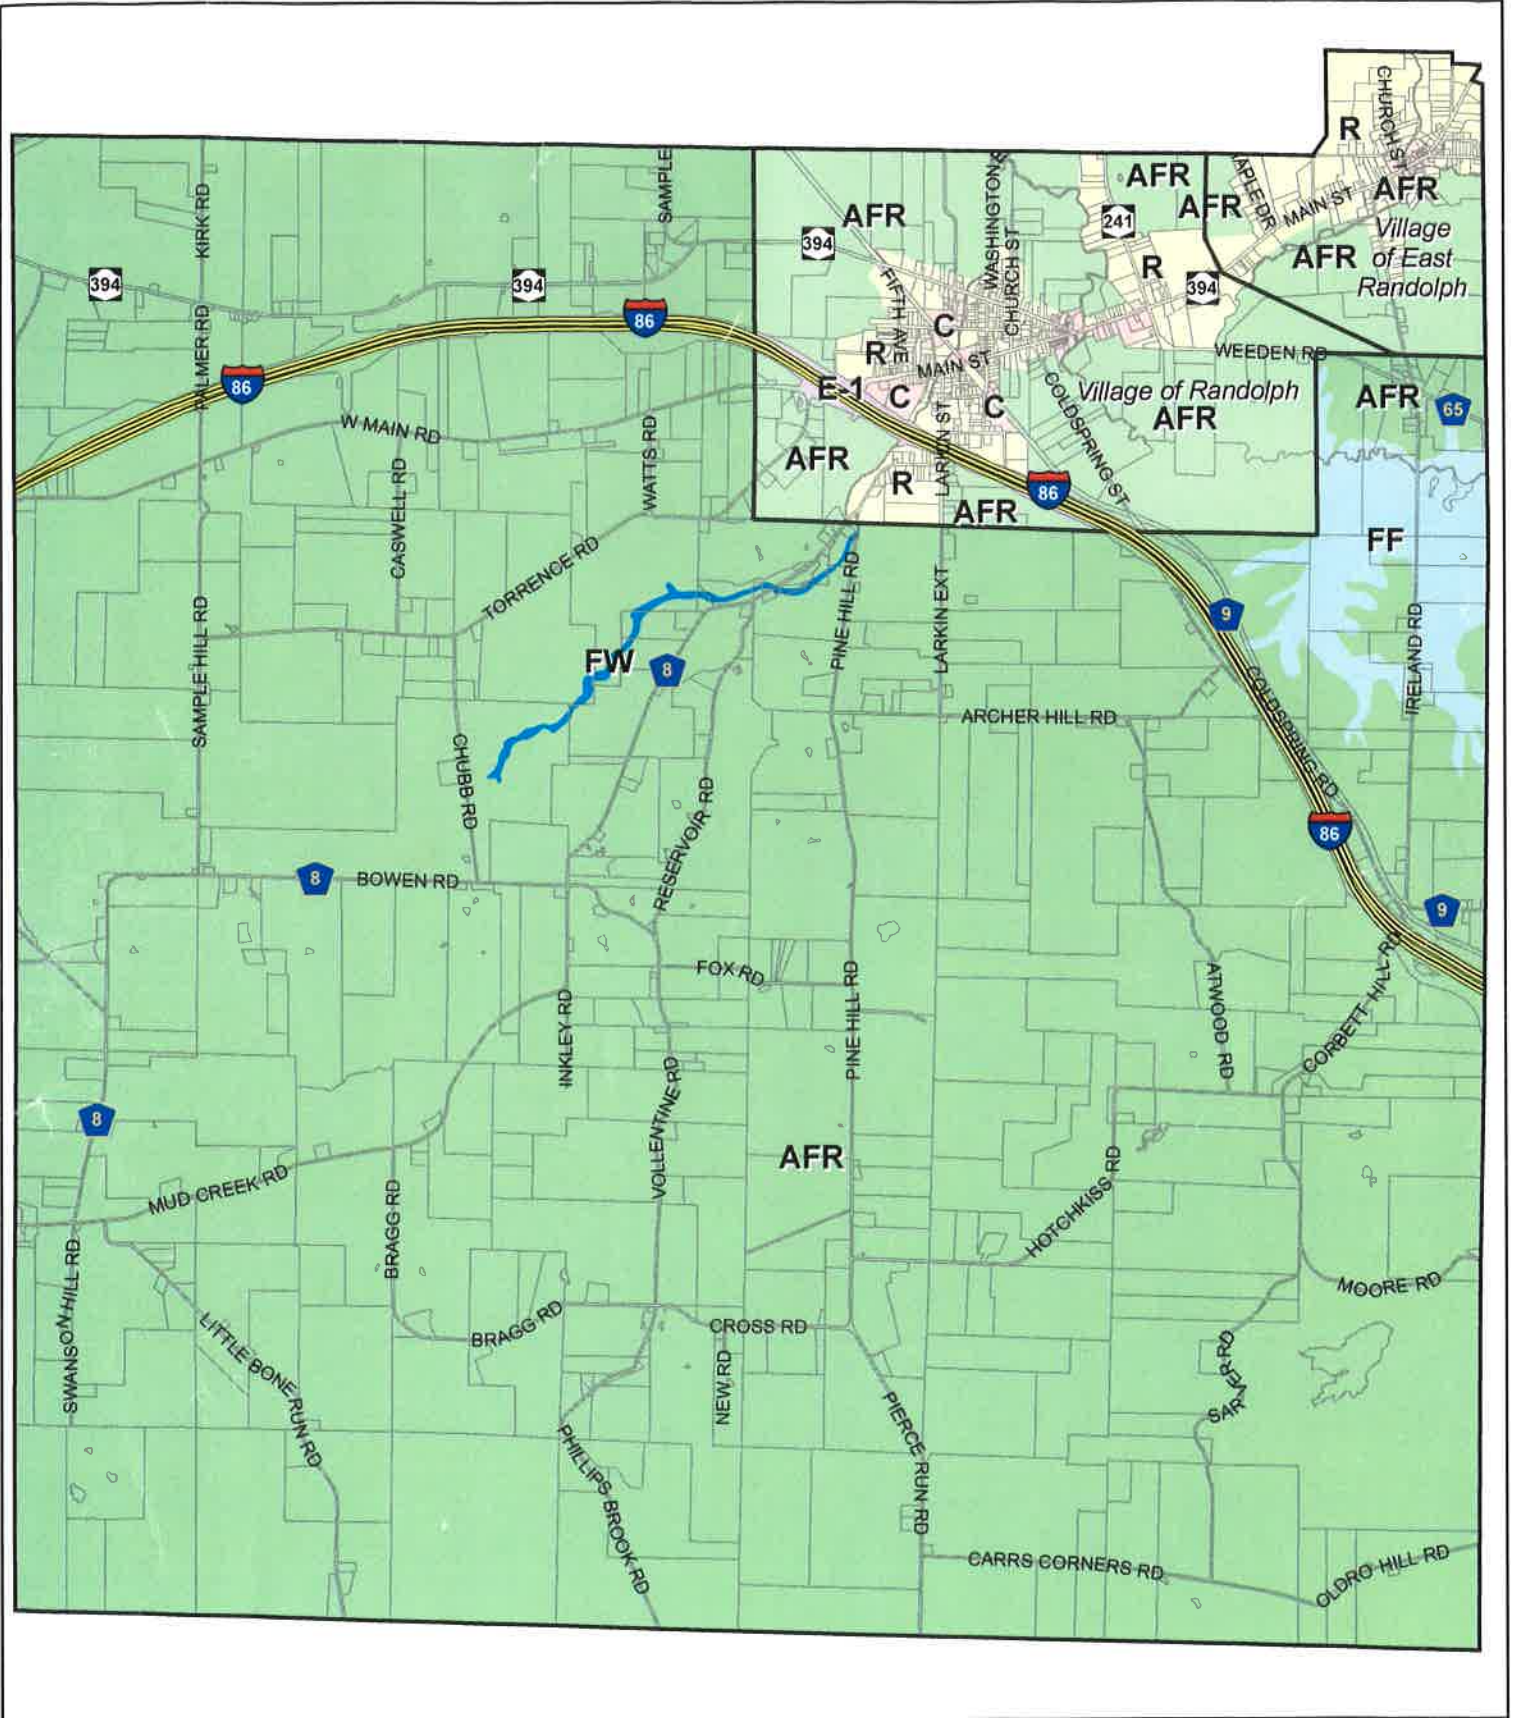 R
CHURCH ST
AFR
MAPLE DR
MAIN ST
AFR
AFR
Village
of East
Randolph
AFR
KIRK RD
SAMPLE
AFR
394
WASHINGTON S
CHURCH ST
241
R
394
394
394
86
86
PALMER RD
FIFTH AVE
C
R
MAIN ST
E-1
C
C
WEEDEN RD
Village of Randolph
AFR
COLDSPRING ST
AFR
65
W MAIN RD
WATTS RD
CASWELL RD
AFR
R
LARKIN ST
AFR
86
FF
TORRENCE RD
SAMPLE HILL RD
PINE HILL RD
LARKIN EXT
9
IRELAND RD
FW
8
ARCHER HILL RD
COLDSPRING RD
CHUBB RD
RESERVOIR RD
86
8
BOWEN RD
9
FOX RD
INKLEY RD
PINE HILL RD
ATWOOD RD
CORBETT HILL RD
8
VOLLENTINE RD
AFR
MUD CREEK RD
BRAGG RD
HOTCHKISS RD
SWANSON HILL RD
MOORE RD
LITTLE BONE RUN RD
BRAGG RD
CROSS RD
NEW RD
PIERCE RUN RD
SARVER RD
PHILLIPS BROOK RD
CARRS CORNERS RD
OLDRO HILL RD